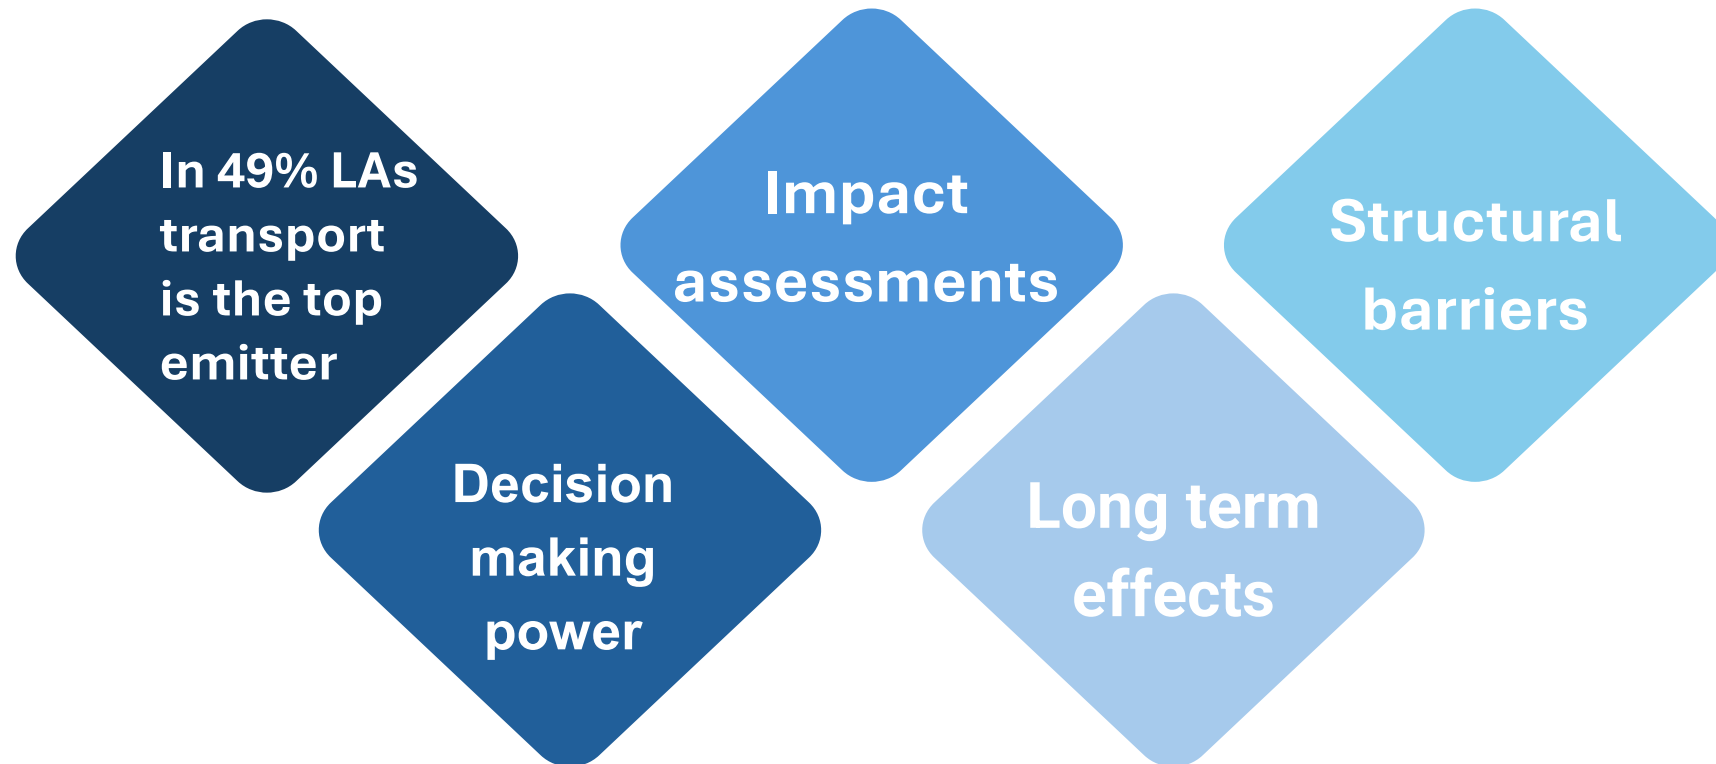 In 49% LAs
transport
is the top
emitter
Decision
making
power
Impact
assessments
Long term
effects
Structural
barriers